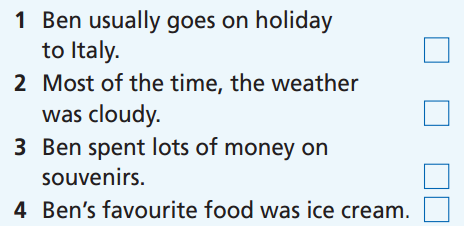 1 Ben usually goes on holiday
to Italy.
2 Most of the time, the weather
was cloudy.
3 Ben spent lots of money on
souvenirs.
4 Ben’s favourite food was ice cream.